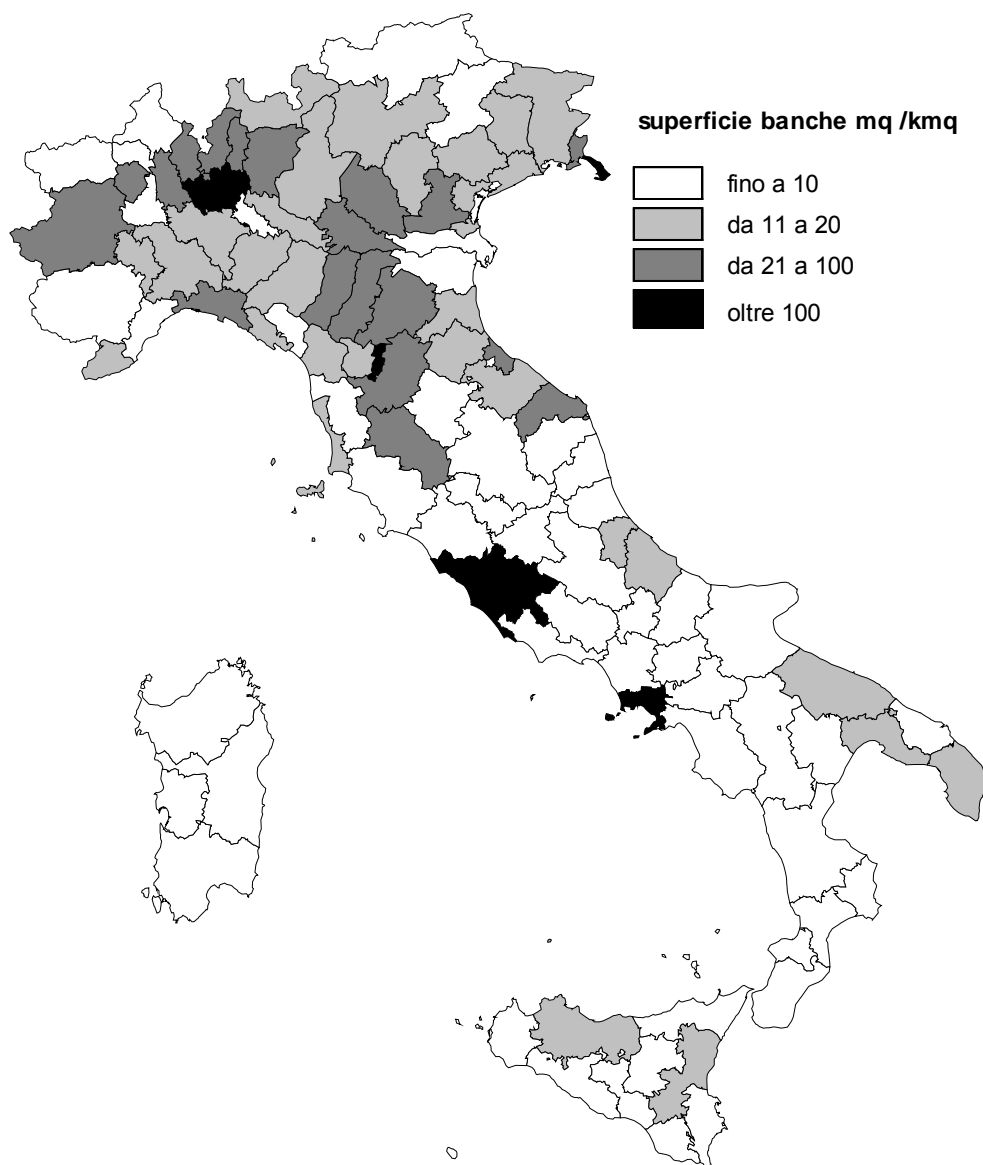 superficie banche mq /kmq
fino a 10
da 11 a 20
da 21 a 100
oltre 100